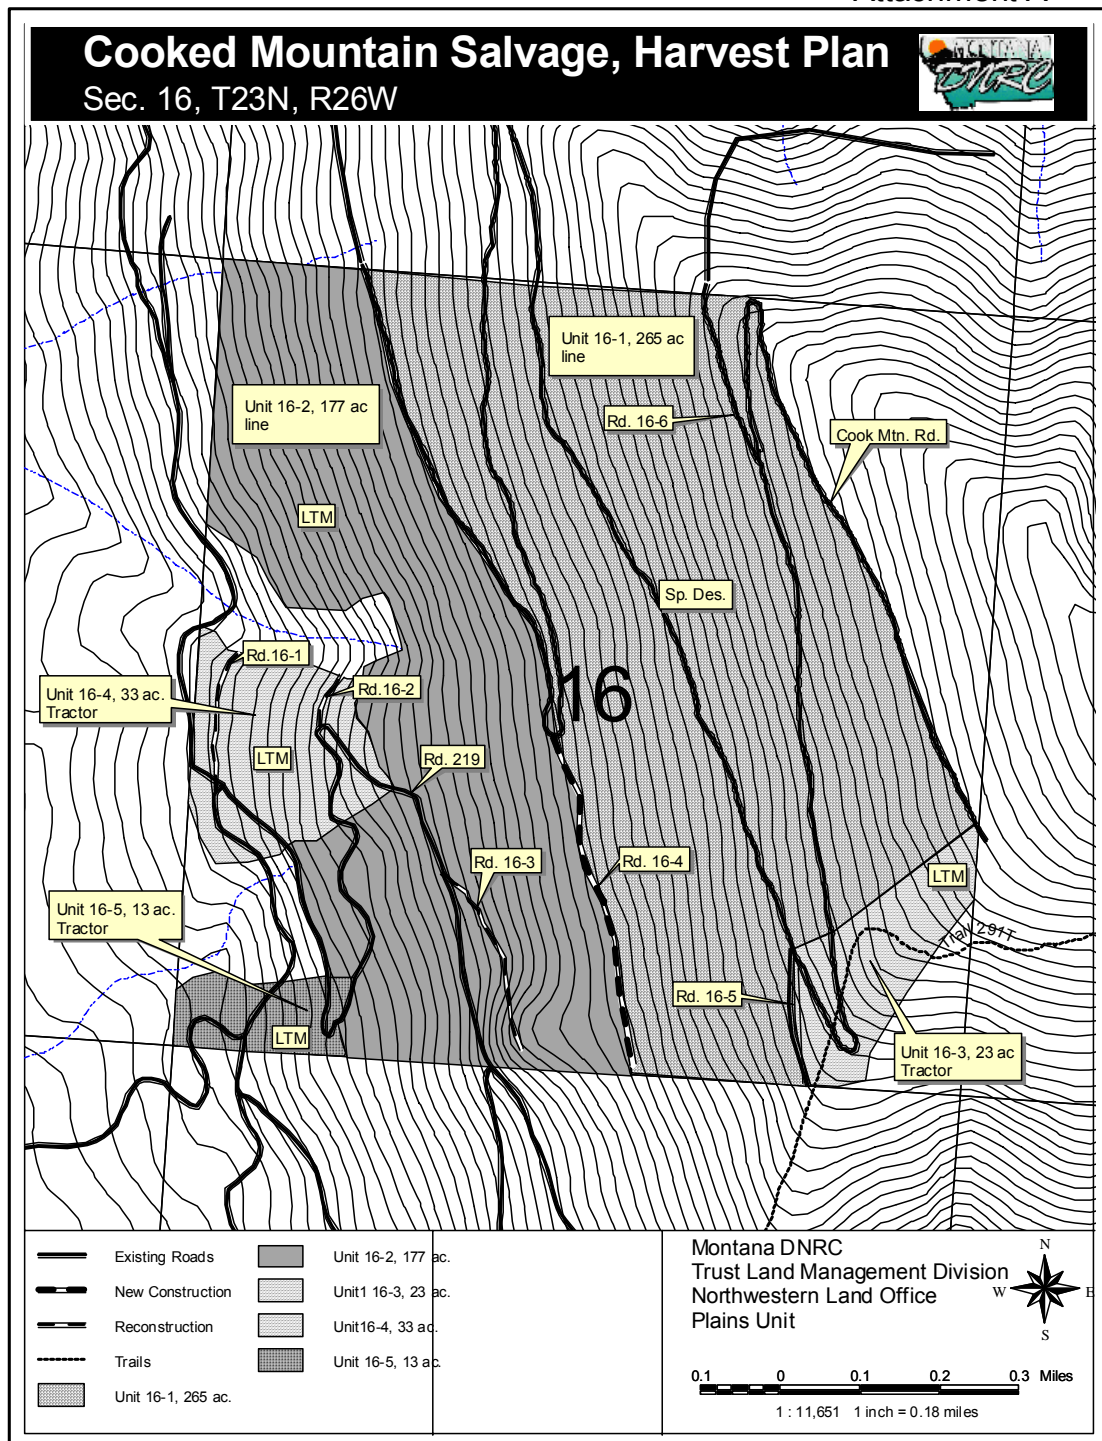 Attachment A
Cooked Mountain Salvage, Harvest Plan
Sec. 16, T23N, R26W
MONTANA
DNRC
Unit 16-1, 265 ac
line
Unit 16-2, 177 ac
line
Rd. 16-6
Cook Mtn. Rd.
LTM
Sp. Des.
Rd.16-1
Rd.16-2
16
Unit 16-4, 33 ac.
Tractor
LTM
Rd. 219
Rd. 16-3
Rd. 16-4
LTM
Unit 16-5, 13 ac.
Tractor
Trail 291T
Rd. 16-5
LTM
Unit 16-3, 23 ac
Tractor
Existing Roads
New Construction
Reconstruction
Trails
Unit 16-1, 265 ac.
Unit 16-2, 177 ac.
Unit1 16-3, 23 ac.
Unit16-4, 33 ac.
Unit 16-5, 13 ac.
Montana DNRC
Trust Land Management Division
Northwestern Land Office
Plains Unit
N
W
E
S
0.1 0 0.1 0.2 0.3 Miles
1 : 11,651 1 inch = 0.18 miles